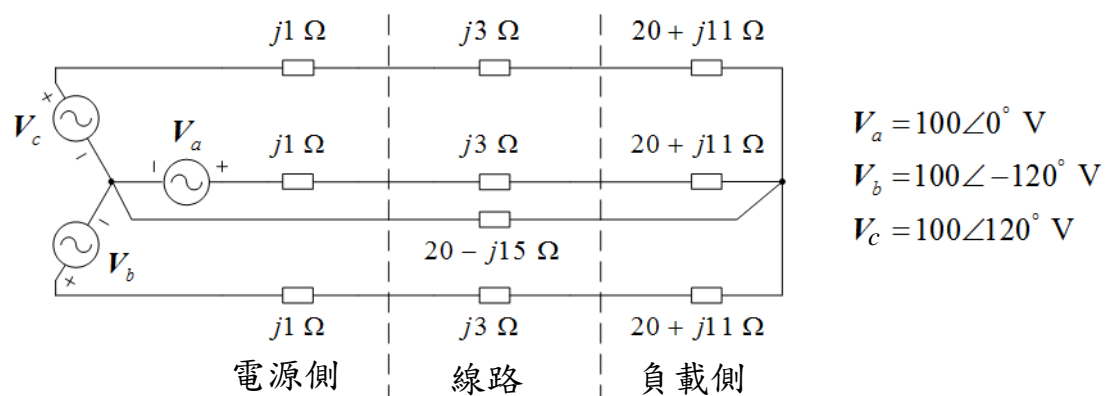 j1 Ω
j3 Ω
20 + j11 Ω
V_c
+
−
V_a
−
+
j1 Ω
j3 Ω
20 + j11 Ω
20 − j15 Ω
V_b
−
+
j1 Ω
j3 Ω
20 + j11 Ω
電源側
線路
負載側
V_a = 100∠0° V
V_b = 100∠−120° V
V_c = 100∠120° V